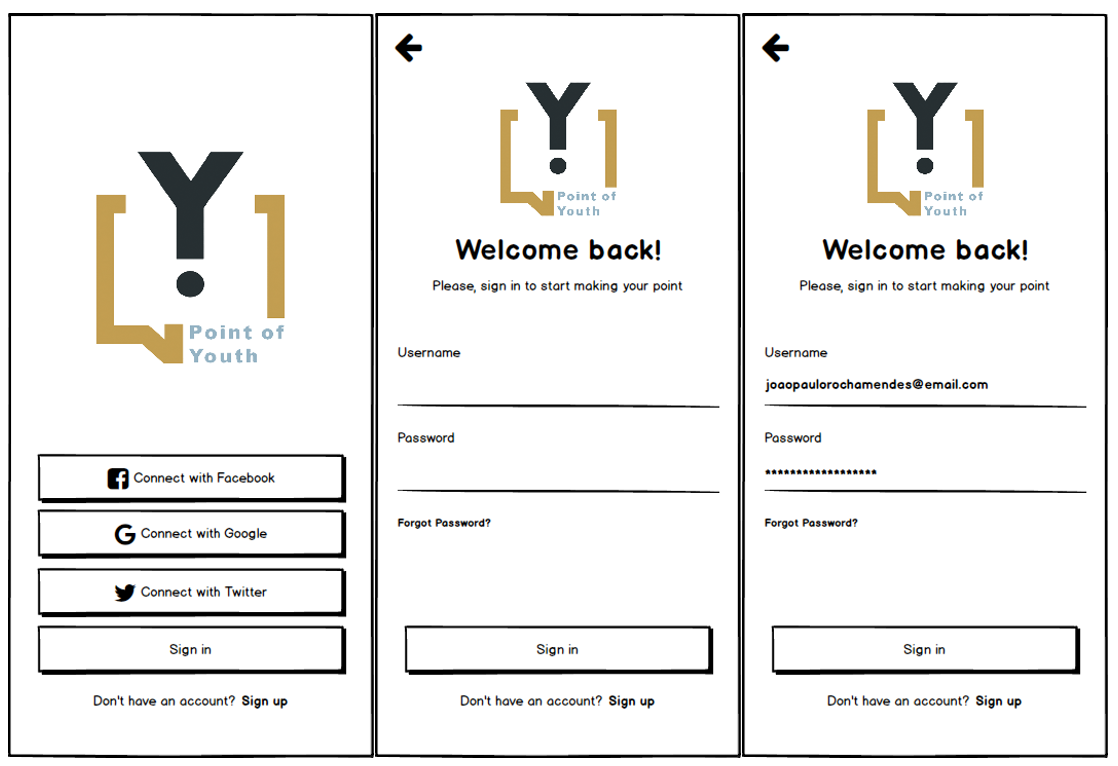 Y
Point of
Youth
Connect with Facebook
Connect with Google
Connect with Twitter
Sign in
Don't have an account? Sign up
Y
Point of
Youth
Welcome back!
Please, sign in to start making your point
Username
Password
Forgot Password?
Sign in
Don't have an account? Sign up
Y
Point of
Youth
Welcome back!
Please, sign in to start making your point
Username
joaopaulorochamendes@email.com
Password
******************
Forgot Password?
Sign in
Don't have an account? Sign up